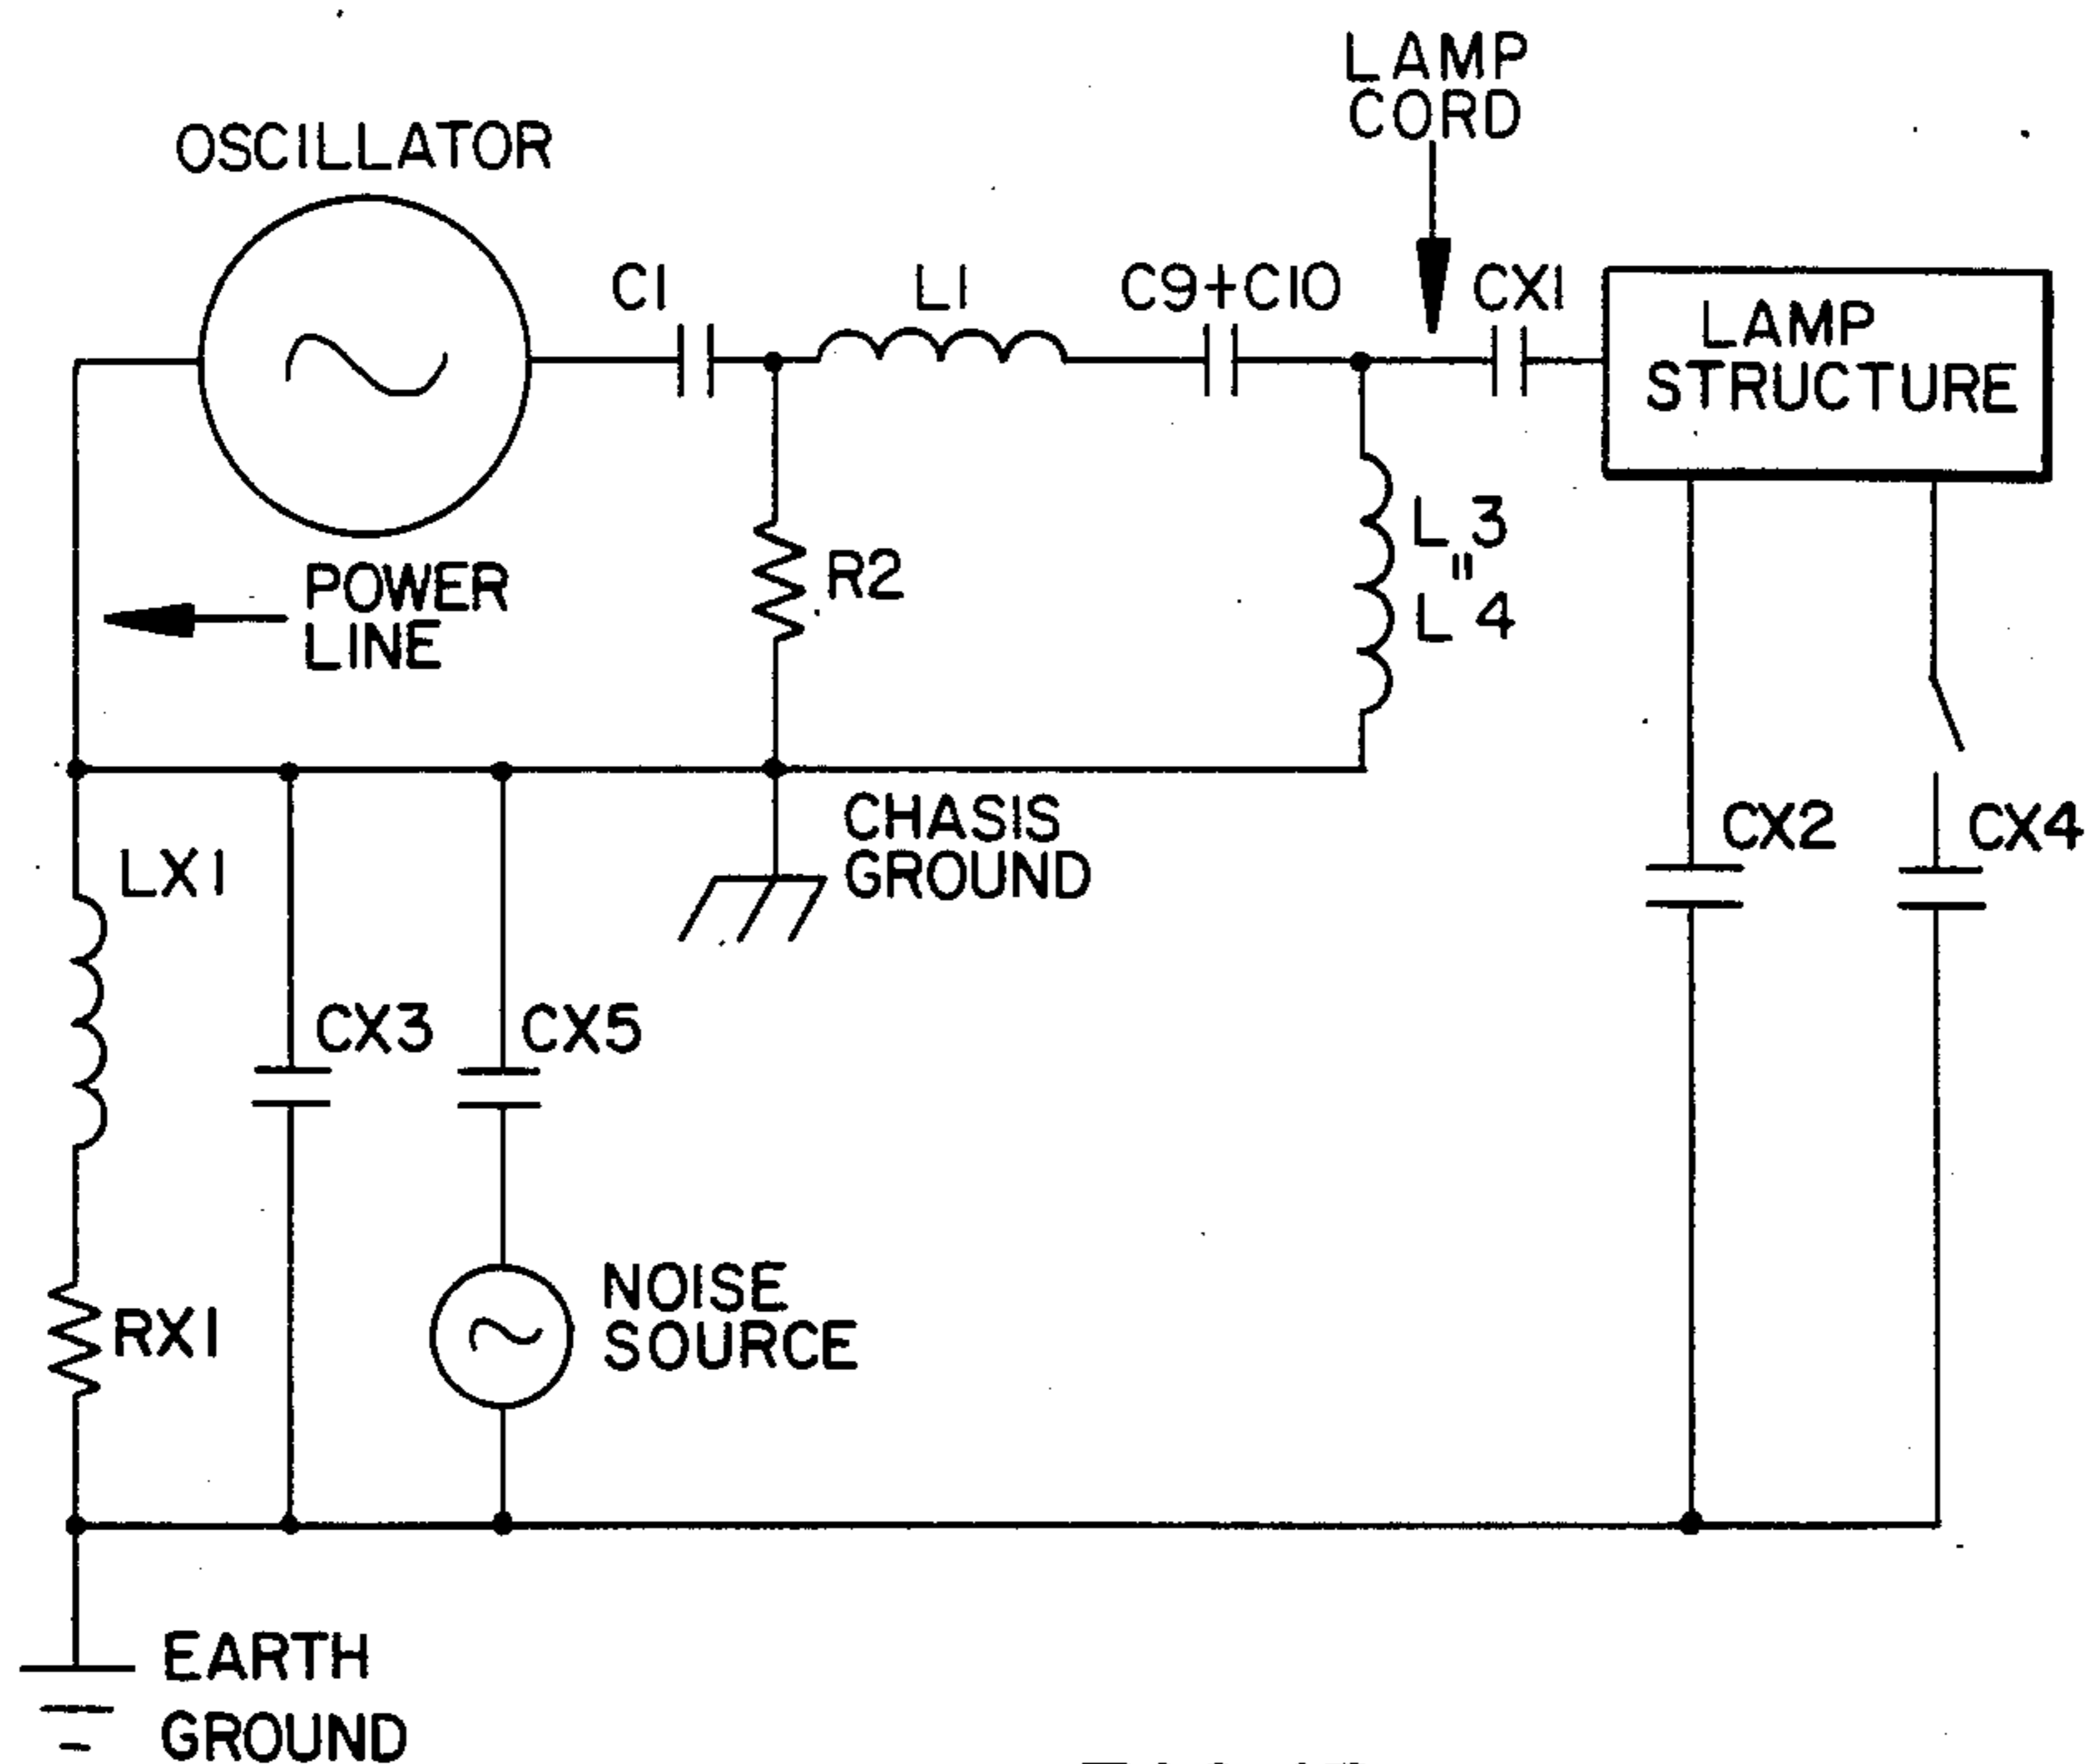 LAMP
CORD
OSCILLATOR
C1
L1
C9+C10
CX1
LAMP
STRUCTURE
L3
"
L4
R2
POWER
LINE
CHASIS
GROUND
CX2
CX4
LX1
CX3
CX5
NOISE
SOURCE
RX1
EARTH
GROUND